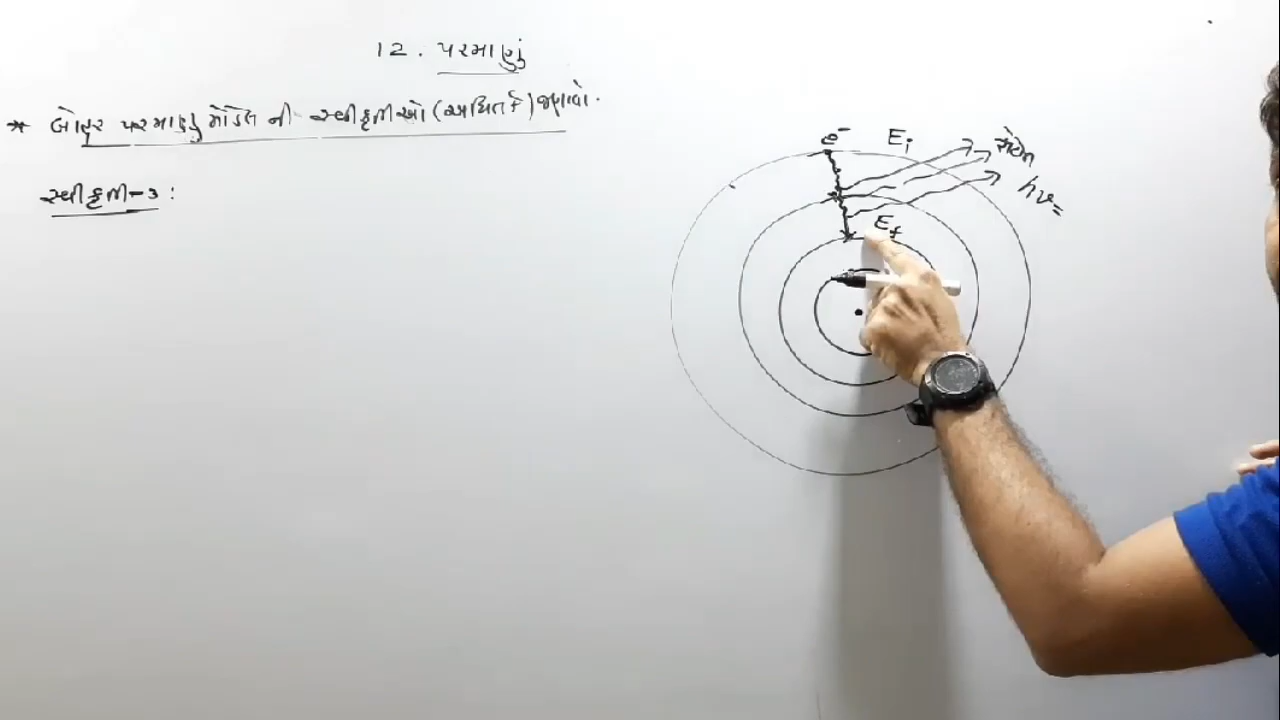 12. પરમાણું
* બોહર પરમાણુ મોડેલ ની સ્વીકૃતીઓ (અધિતર્ક) જણાવો.
સ્વીકૃતી-3 :
e⁻ Ei
ફોટોન
hν=
Ef